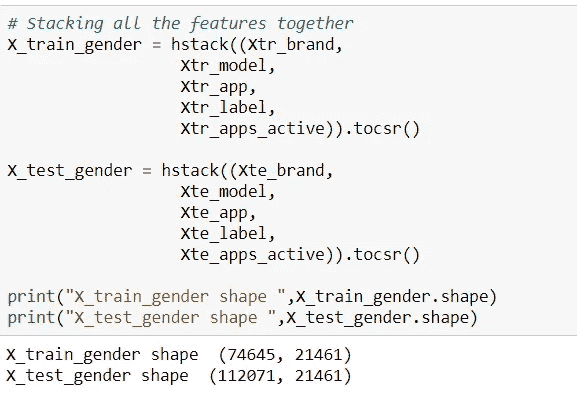 # Stacking all the features together
X_train_gender = hstack((Xtr_brand,
Xtr_model,
Xtr_app,
Xtr_label,
Xtr_apps_active)).tocsr()
X_test_gender = hstack((Xte_brand,
Xte_model,
Xte_app,
Xte_label,
Xte_apps_active)).tocsr()
print("X_train_gender shape ",X_train_gender.shape)
print("X_test_gender shape ",X_test_gender.shape)
X_train_gender shape  (74645, 21461)
X_test_gender shape  (112071, 21461)